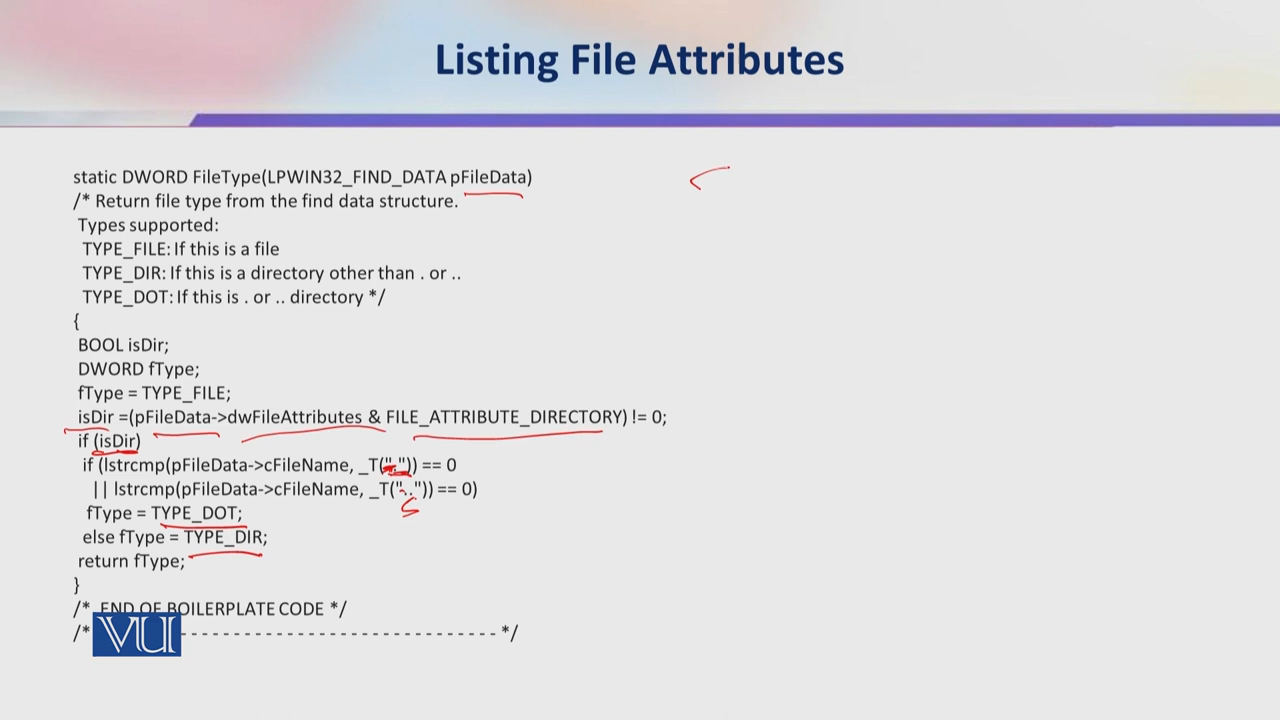 Listing File Attributes
static DWORD FileType(LPWIN32_FIND_DATA pFileData)
/* Return file type from the find data structure.
Types supported:
TYPE_FILE: If this is a file
TYPE_DIR: If this is a directory other than . or ..
TYPE_DOT: If this is . or .. directory */
{
BOOL isDir;
DWORD fType;
fType = TYPE_FILE;
isDir =(pFileData->dwFileAttributes & FILE_ATTRIBUTE_DIRECTORY) != 0;
if (isDir)
if (lstrcmp(pFileData->cFileName, _T(".")) == 0
|| lstrcmp(pFileData->cFileName, _T("..")) == 0)
fType = TYPE_DOT;
else fType = TYPE_DIR;
return fType;
}
/* END OF BOILERPLATE CODE */
/* VU - - - - - - - - - - - - - - - - - - - - - - - - - - - - */